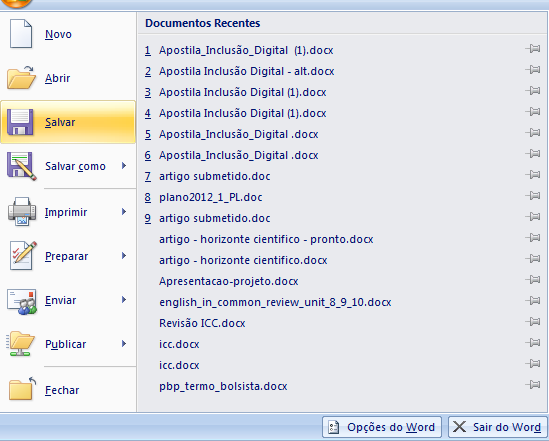 Novo
Abrir
Salvar
Salvar como
Imprimir
Preparar
Enviar
Publicar
Fechar
Documentos Recentes
1 Apostila_Inclusão_Digital (1).docx
2 Apostila Inclusão Digital - alt.docx
3 Apostila Inclusão Digital (1).docx
4 Apostila Inclusão Digital (1).docx
5 Apostila_Inclusão_Digital .docx
6 Apostila_Inclusão_Digital .docx
7 artigo submetido.doc
8 plano2012_1_PL.doc
9 artigo submetido.doc
artigo - horizonte cientifico - pronto.docx
artigo - horizonte cientifico.docx
Apresentacao-projeto.docx
english_in_common_review_unit_8_9_10.docx
Revisão ICC.docx
icc.docx
icc.docx
pbp_termo_bolsista.docx
Opções do Word
Sair do Word